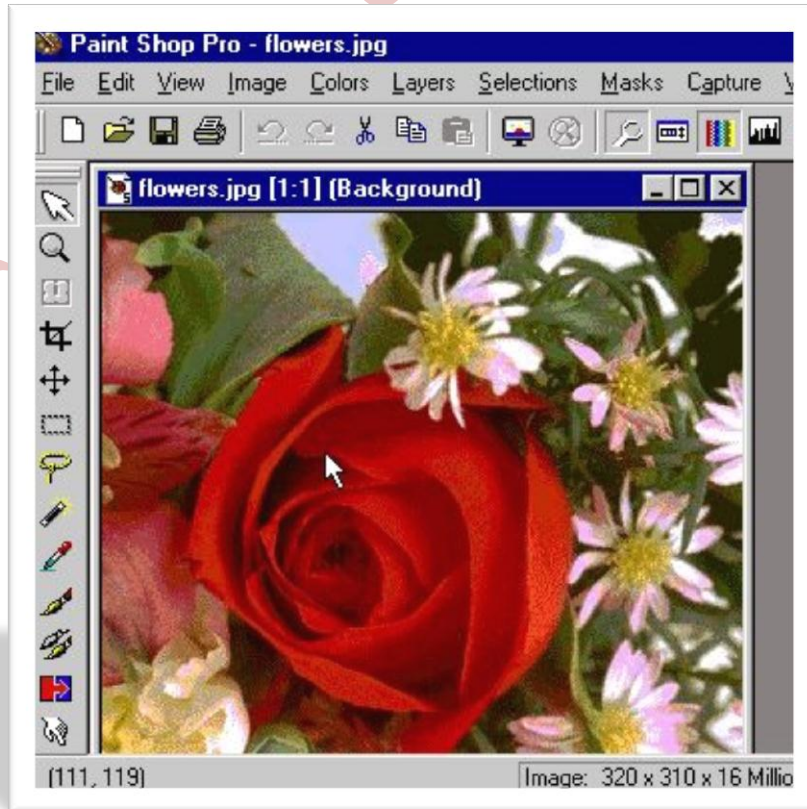 Paint Shop Pro - flowers.jpg
File Edit View Image Colors Layers Selections Masks Capture
flowers.jpg [1:1] (Background)
(111, 119) Image: 320 x 310 x 16 Millio